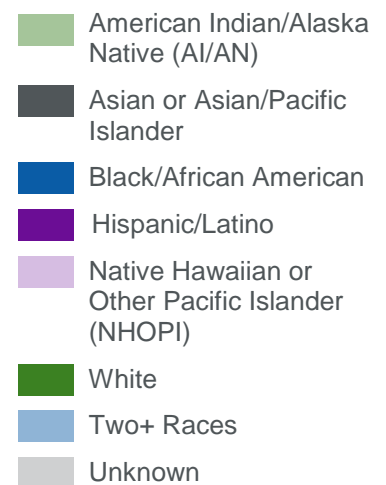 American Indian/Alaska
Native (AI/AN)
Asian or Asian/Pacific
Islander
Black/African American
Hispanic/Latino
Native Hawaiian or
Other Pacific Islander
(NHOPI)
White
Two+ Races
Unknown